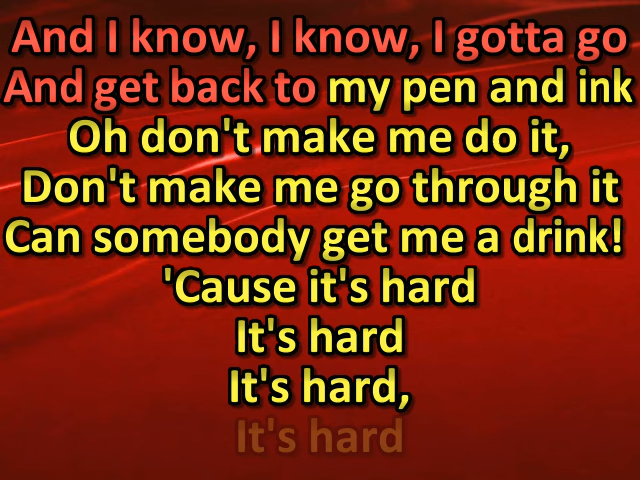 And I know, I know, I gotta go
And get back to my pen and ink
Oh don't make me do it,
Don't make me go through it
Can somebody get me a drink!
'Cause it's hard
It's hard
It's hard,
It's hard